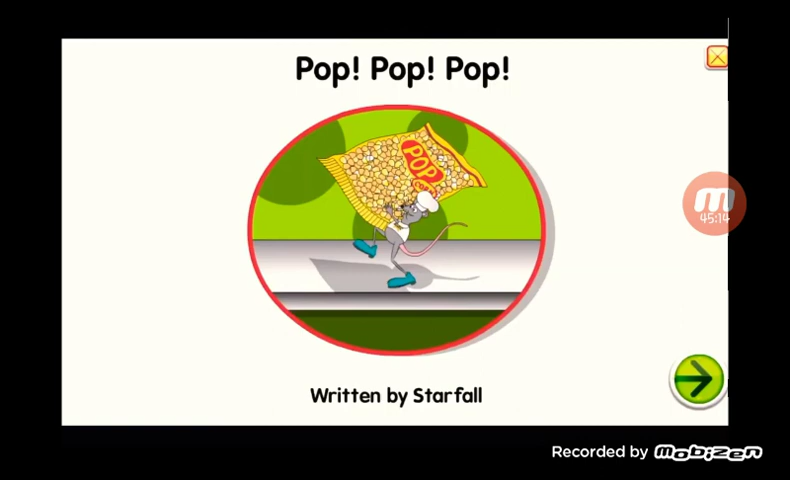 Pop! Pop! Pop!
POP
45:14
Written by Starfall
Recorded by Mobizen